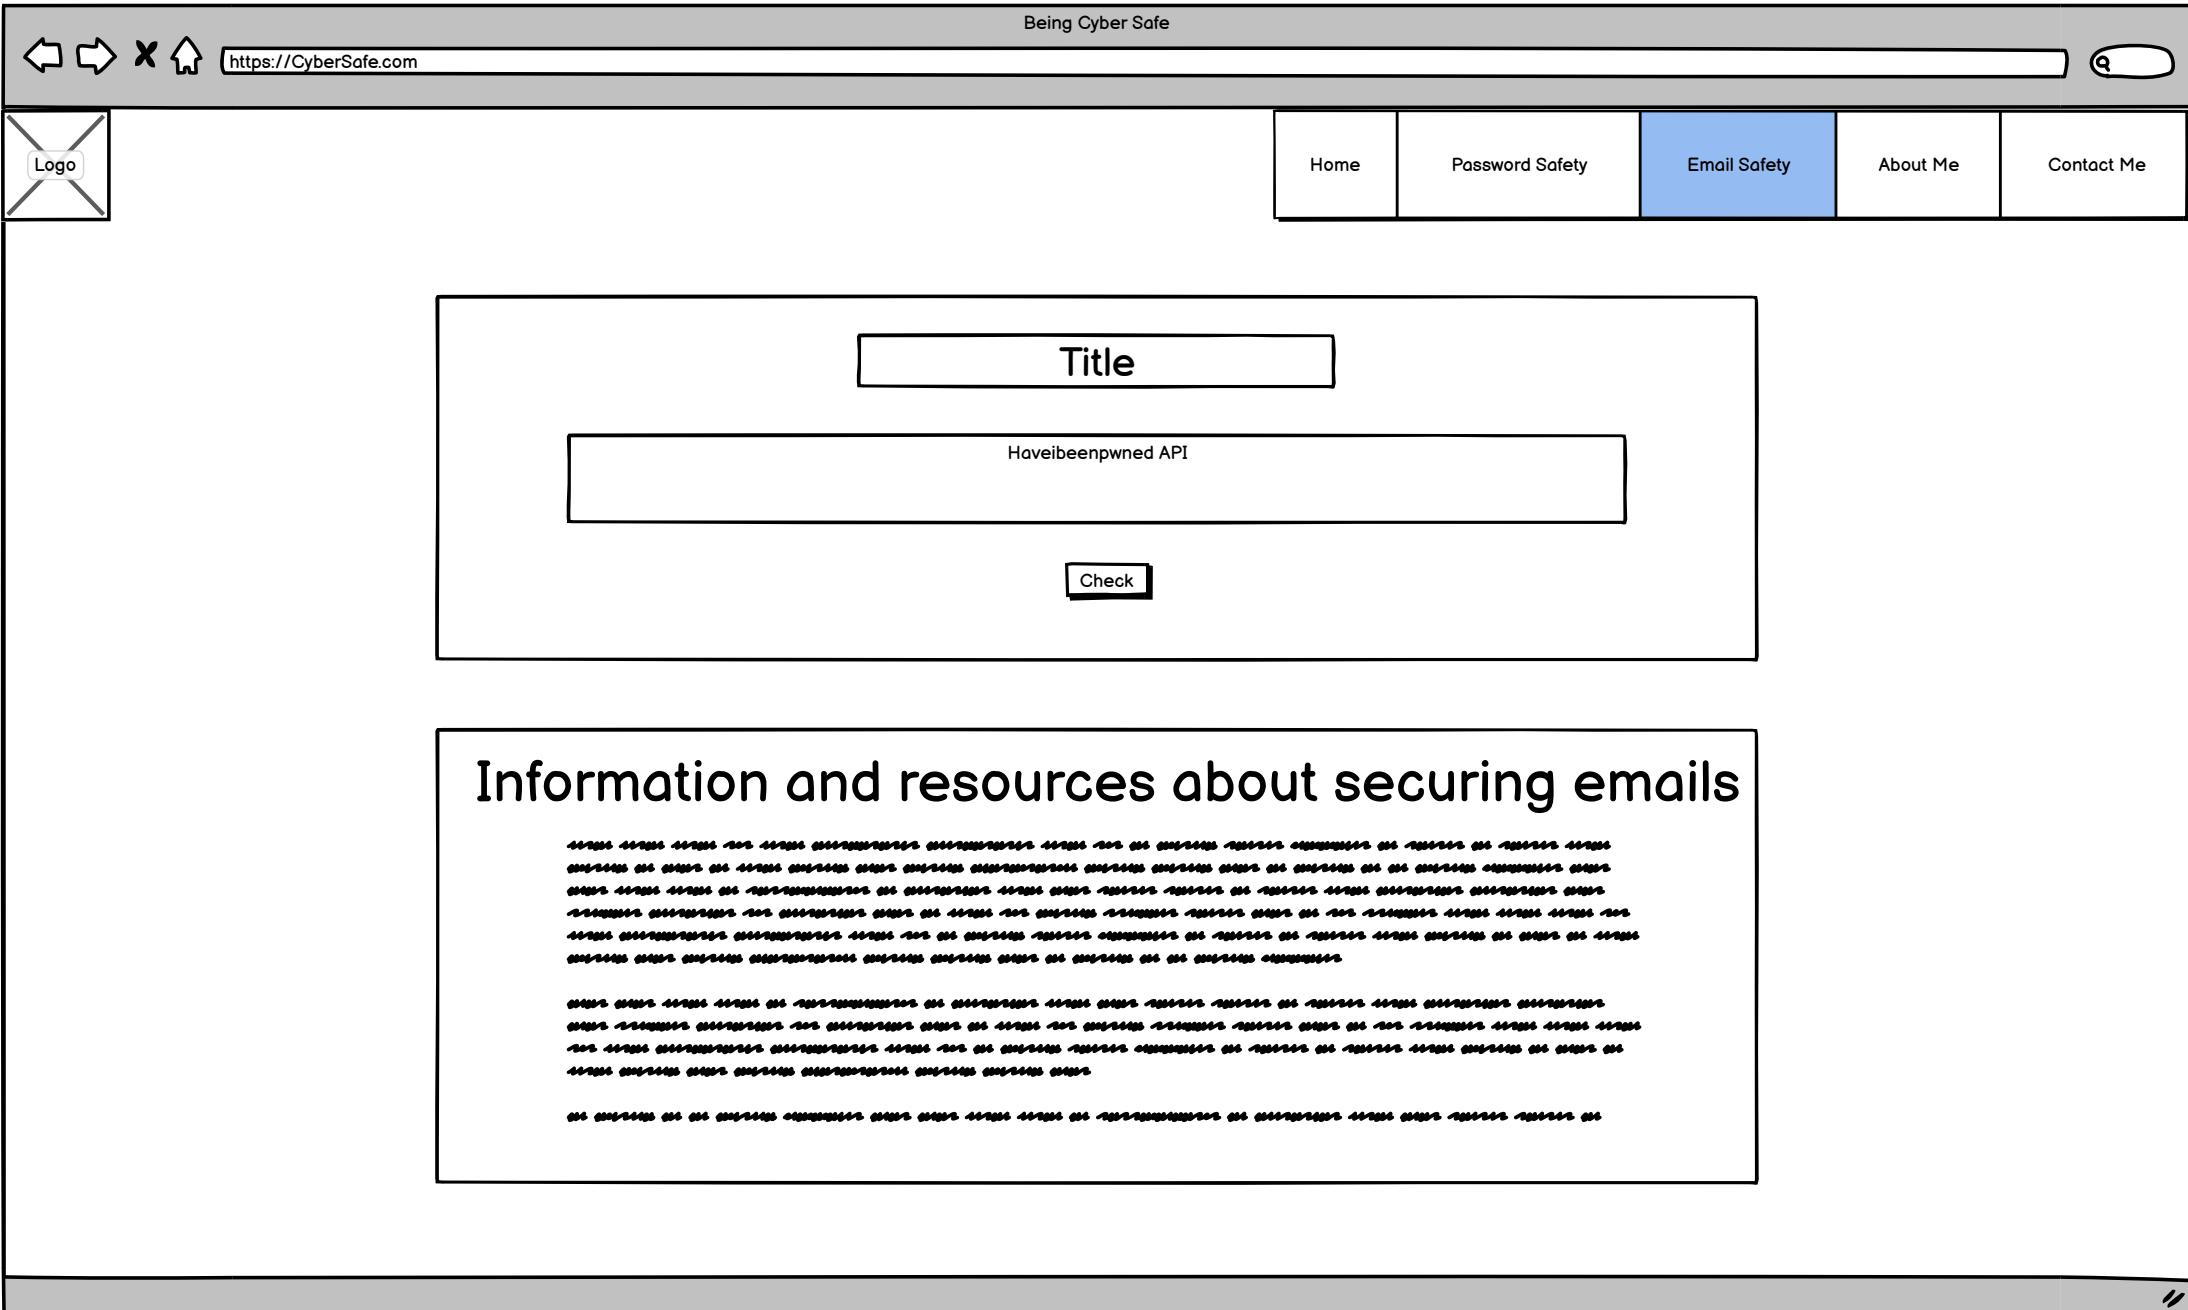 Being Cyber Safe
https://CyberSafe.com
Logo
Home
Password Safety
Email Safety
About Me
Contact Me
Title
Haveibeenpwned API
Check
Information and resources about securing emails